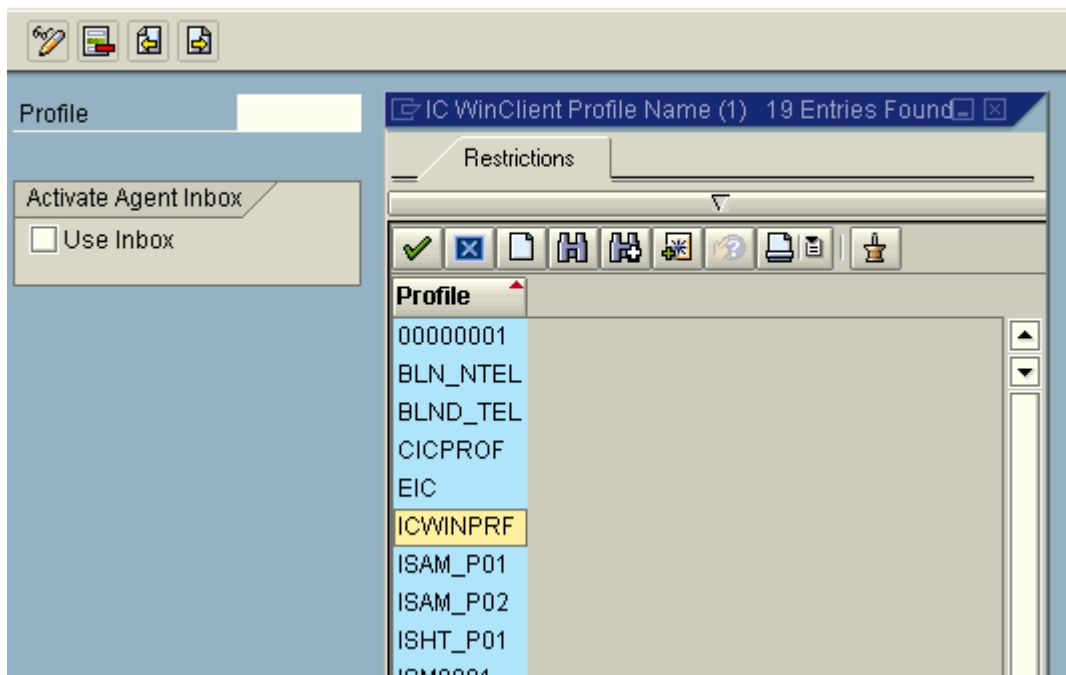 Profile
Activate Agent Inbox
Use Inbox
IC WinClient Profile Name (1) 19 Entries Found
Restrictions
Profile
00000001
BLN_NTEL
BLND_TEL
CICPROF
EIC
ICWINPRF
ISAM_P01
ISAM_P02
ISHT_P01